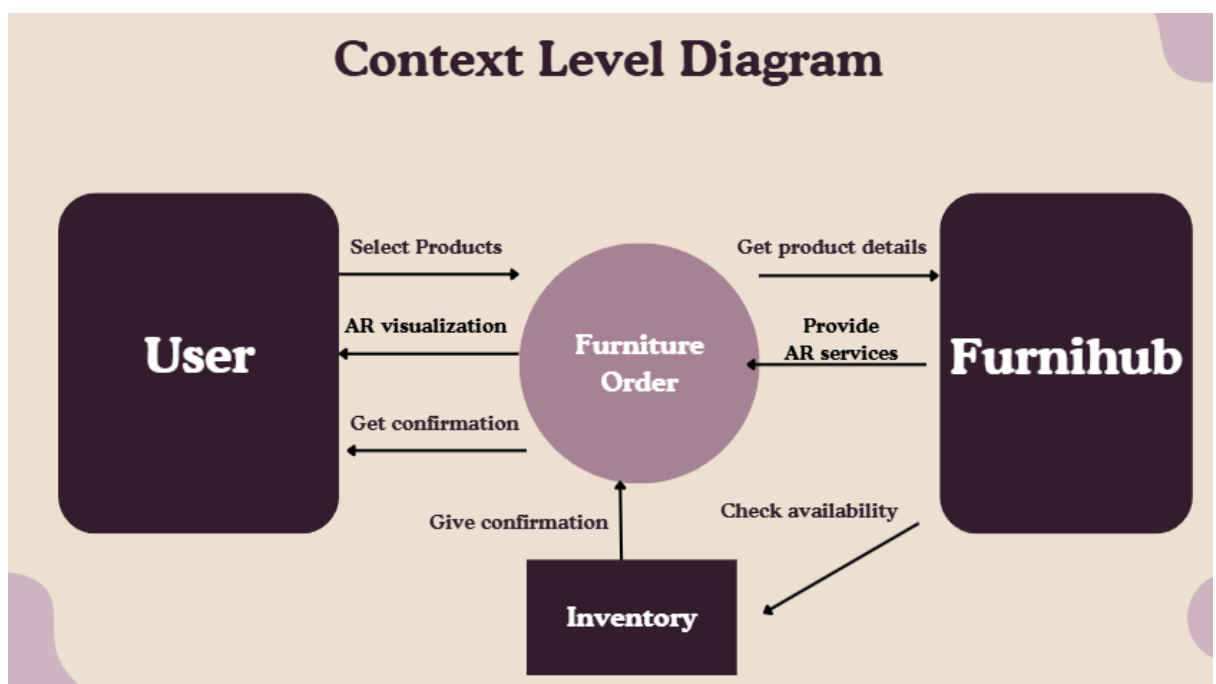 Context Level Diagram
Select Products
Get product details
AR visualization
Provide
AR services
User
Furniture
Order
Furnihub
Get confirmation
Give confirmation
Check availability
Inventory